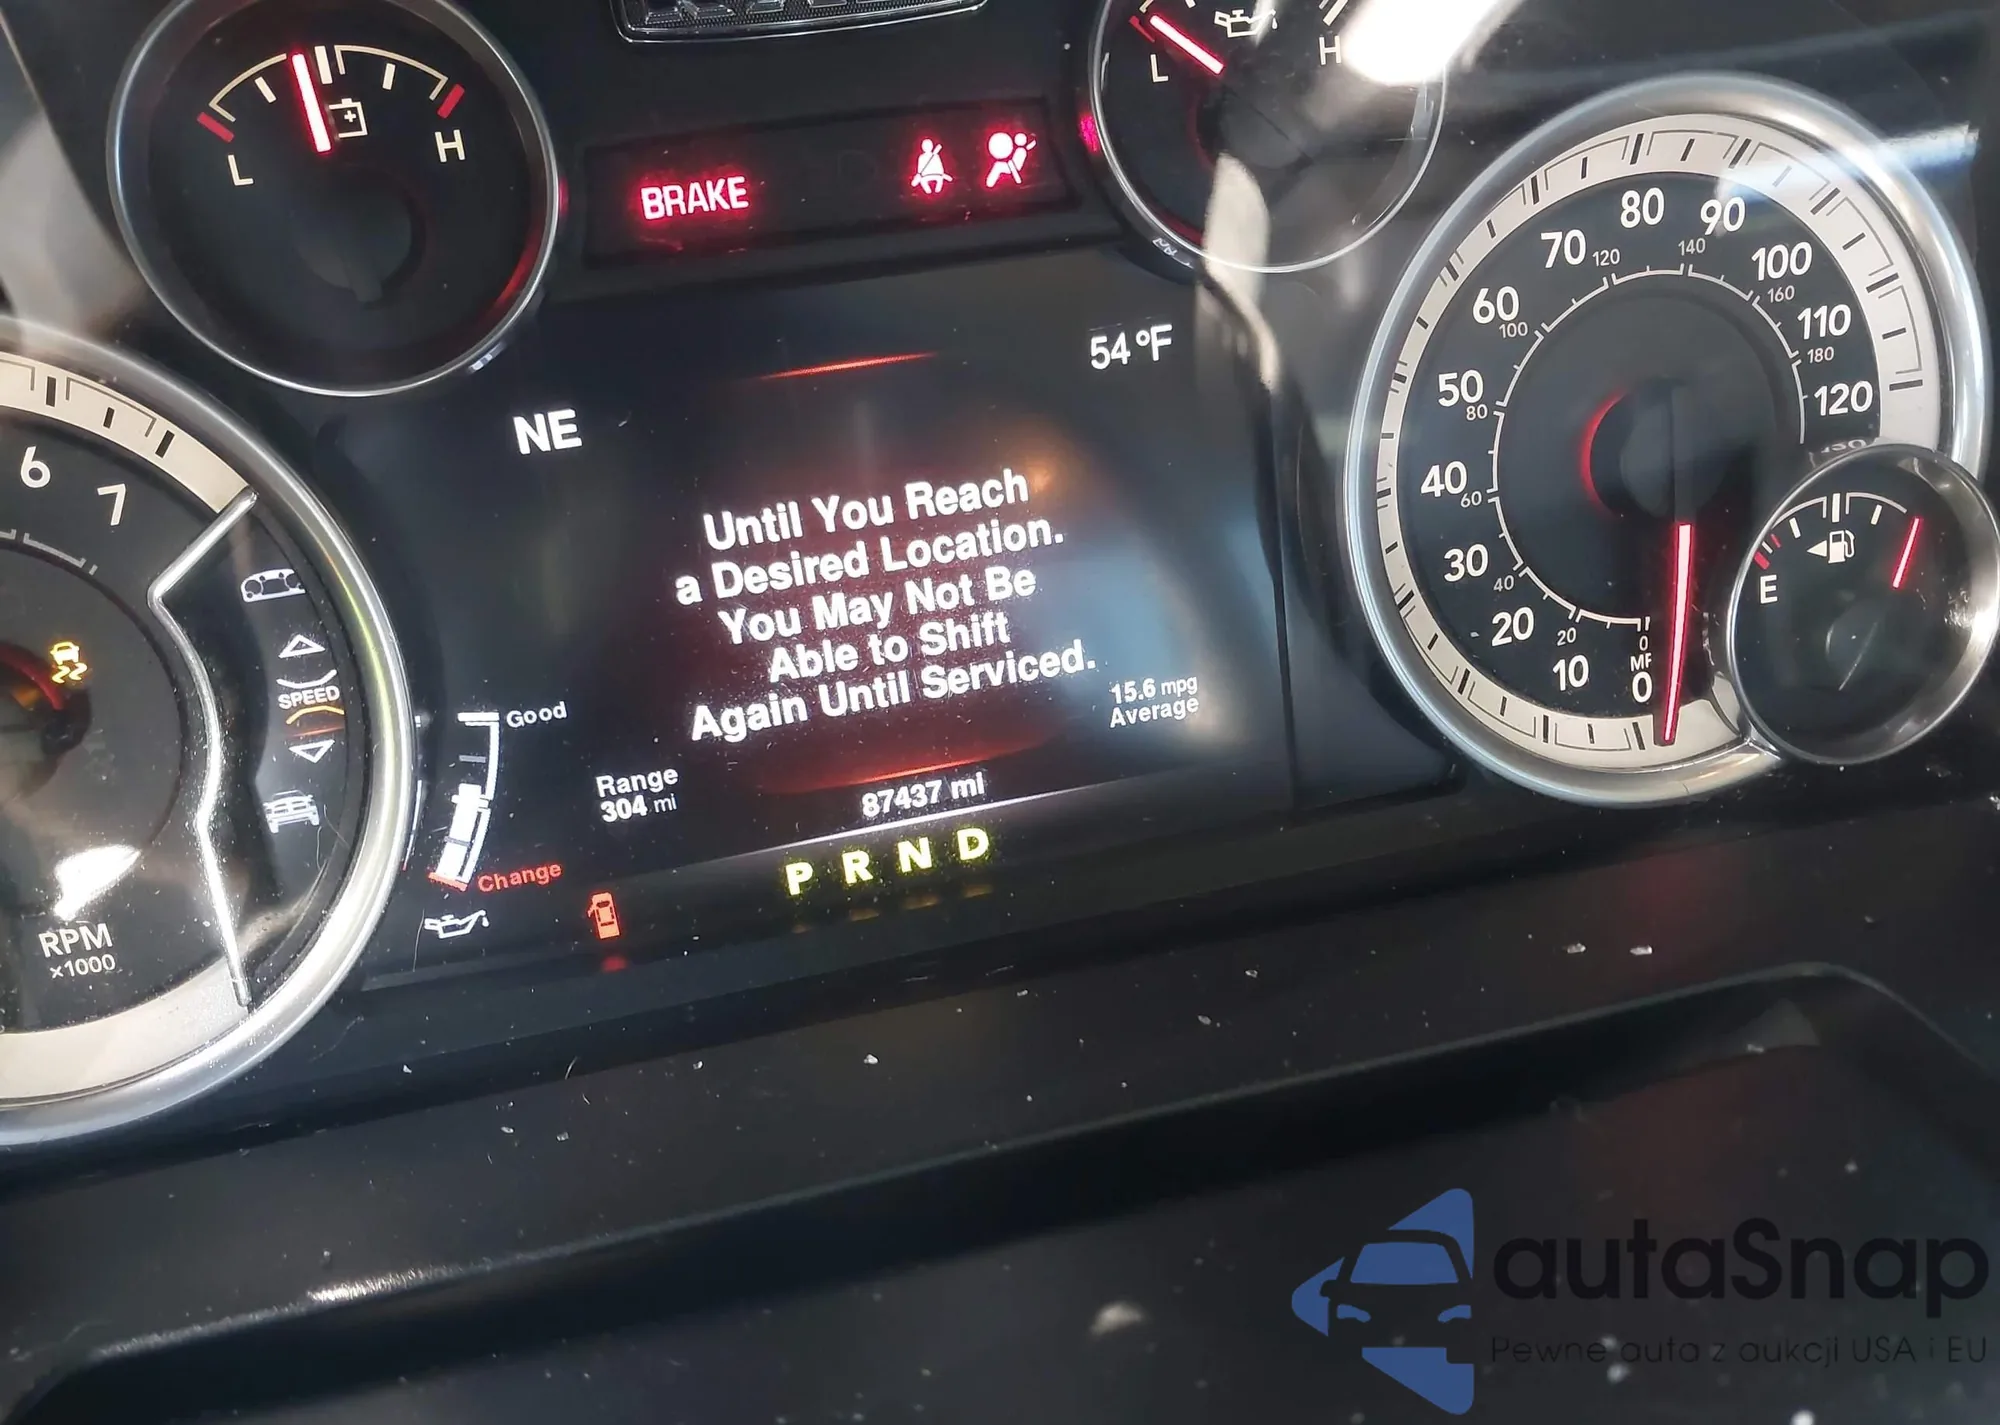 L
H
L
H
BRAKE
54 °F
NE
Until You Reach
a Desired Location.
You May Not Be
Able to Shift
Again Until Serviced.
15.6 mpg
Average
Good
Change
Range
304 mi
87437 mi
P R N D
6
7
SPEED
RPM
x1000
0
10
20
30
40
50
60
70
80
90
100
110
120
0
20
40
60
80
100
120
140
160
180
E
autaSnap
Pewne auta z aukcji USA i EU